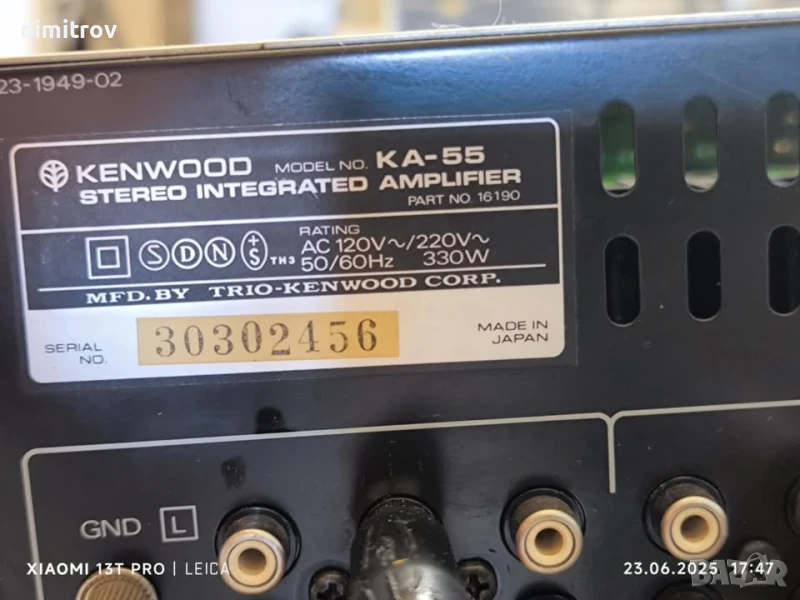 dimitrov
23-1949-02
KENWOOD MODEL NO. KA-55
STEREO INTEGRATED AMPLIFIER
PART NO. 16190
S D N +S TH3
RATING
AC 120V~/220V~
50/60Hz 330W
MFD. BY TRIO-KENWOOD CORP.
SERIAL NO. 30302456
MADE IN JAPAN
GND L
XIAOMI 13T PRO | LEICA
23.06.2025 17:47
BAZAR